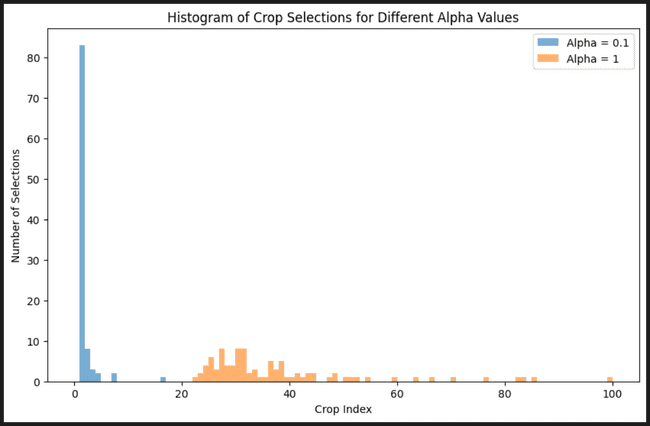 Histogram of Crop Selections for Different Alpha Values
Alpha = 0.1
Alpha = 1
80
70
60
50
40
30
20
10
0
Number of Selections
0 20 40 60 80 100
Crop Index